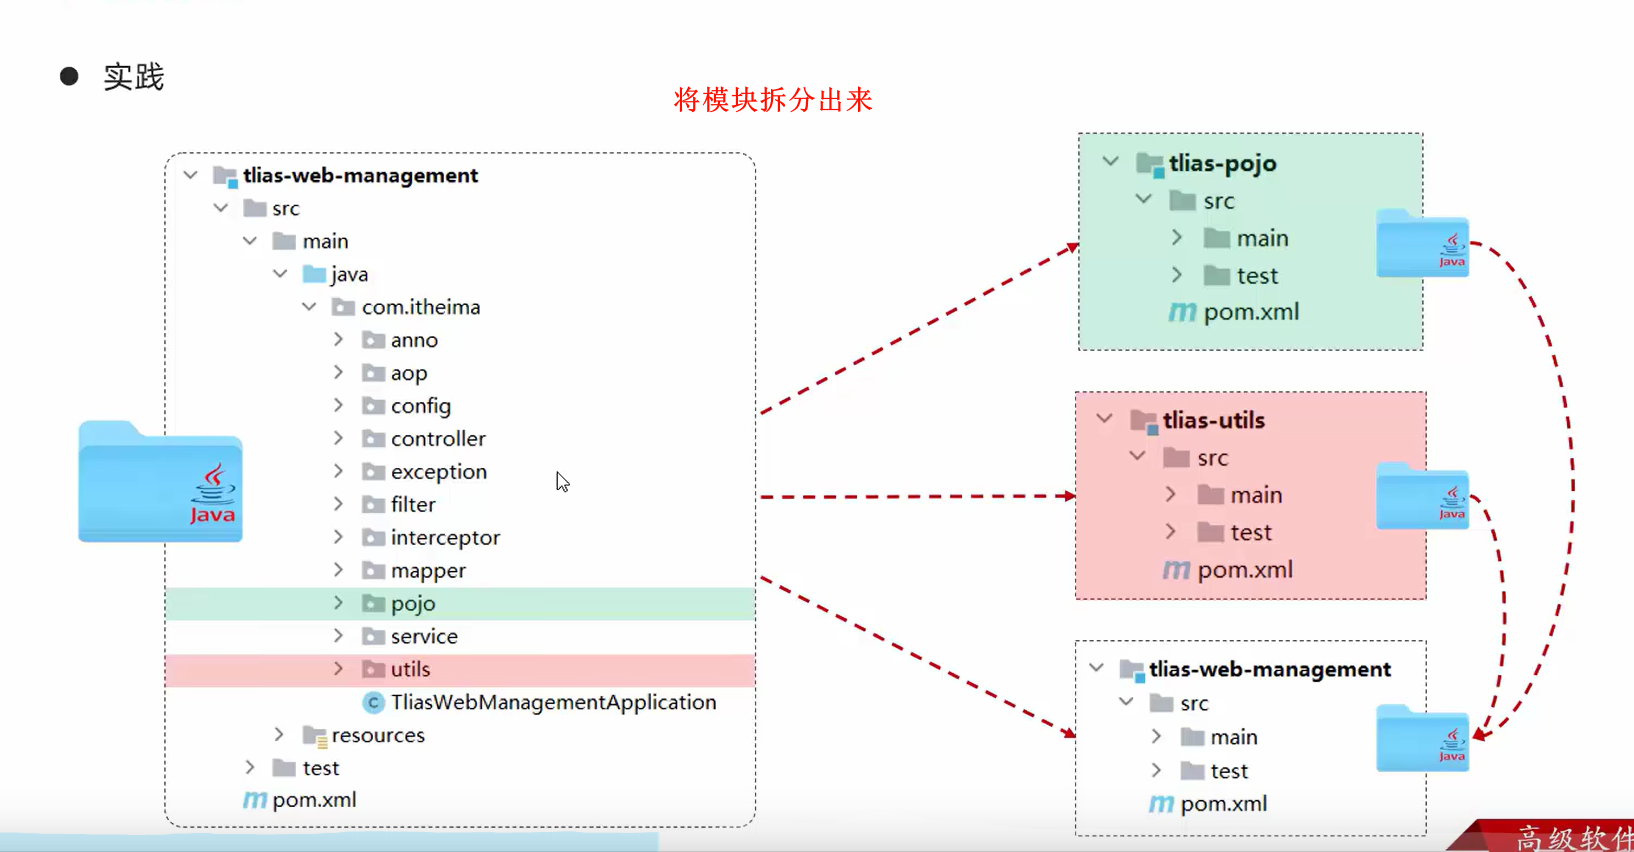 实践
将模块拆分出来
tlias-web-management
src
main
java
com.itheima
anno
aop
config
controller
exception
filter
interceptor
mapper
pojo
service
utils
C TliasWebManagementApplication
resources
test
m pom.xml
Java
tlias-pojo
src
main
test
m pom.xml
Java
tlias-utils
src
main
test
m pom.xml
Java
tlias-web-management
src
main
test
m pom.xml
Java
高级软件